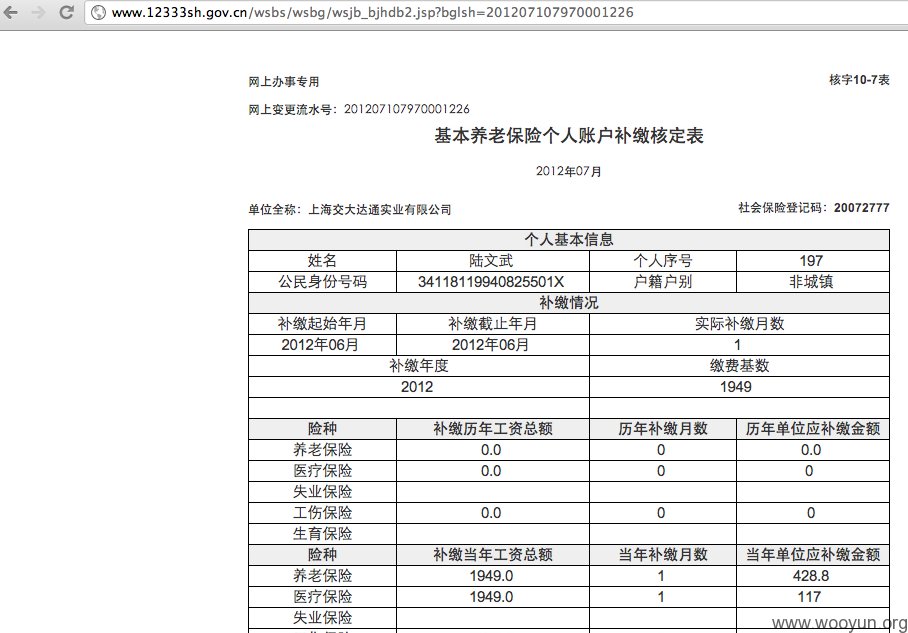 www.12333sh.gov.cn/wsbs/wsbg/wsjb_bjhdb2.jsp?bglsh=201207107970001226
网上办事专用 核字10-7表
网上变更流水号：201207107970001226
基本养老保险个人账户补缴核定表
2012年07月
单位全称：上海交大达通实业有限公司 社会保险登记码：20072777
个人基本信息
姓名 陆文武 个人序号 197
公民身份号码 34118119940825501X 户籍户别 非城镇
补缴情况
补缴起始年月 补缴截止年月 实际补缴月数
2012年06月 2012年06月 1
补缴年度 缴费基数
2012 1949
险种 补缴历年工资总额 历年补缴月数 历年单位应补缴金额
养老保险 0.0 0 0.0
医疗保险 0.0 0 0
失业保险
工伤保险 0.0 0 0
生育保险
险种 补缴当年工资总额 当年补缴月数 当年单位应补缴金额
养老保险 1949.0 1 428.8
医疗保险 1949.0 1 117
失业保险
www.wooyun.org